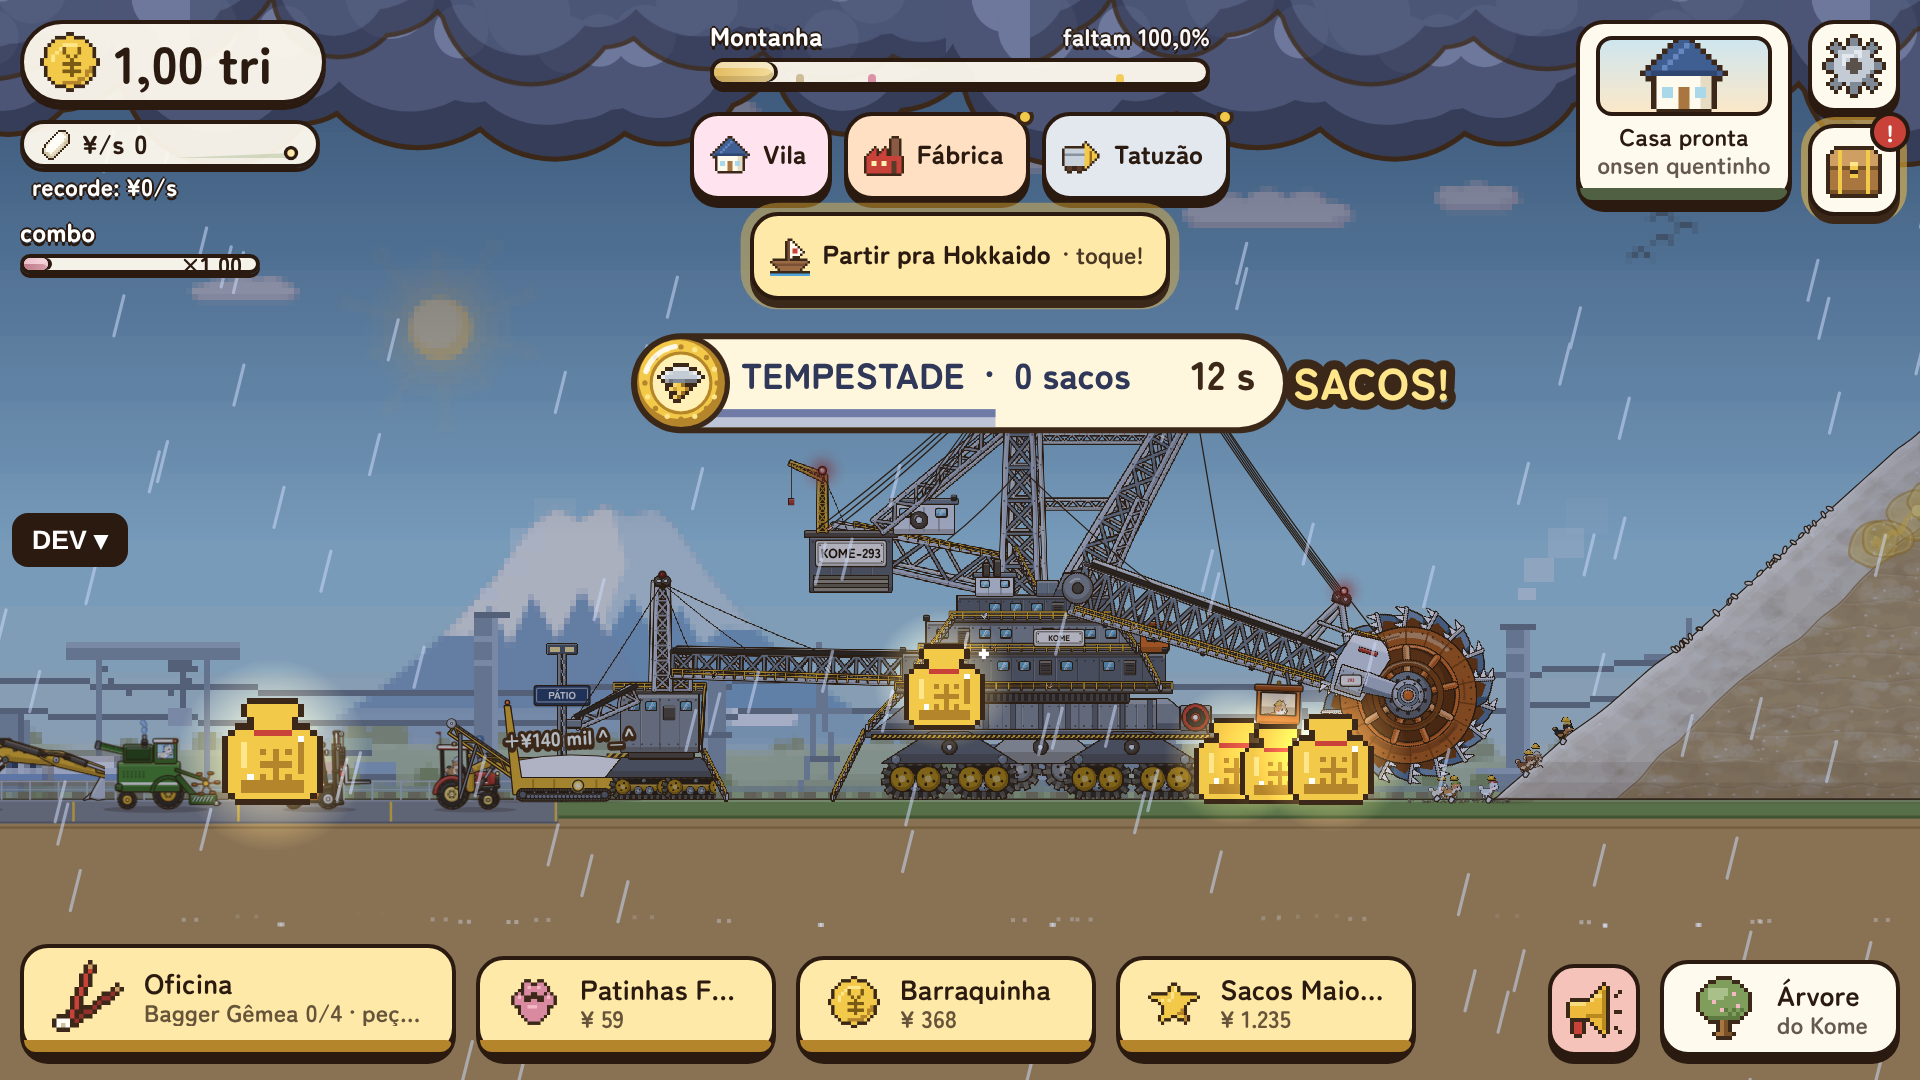 1,00 tri
¥/s 0
recorde: ¥0/s
combo
×1,00
Montanha
faltam 100,0%
Vila
Fábrica
Tatuzão
Partir pra Hokkaido · toque!
Casa pronta
onsen quentinho
!
TEMPESTADE · 0 sacos
12 s
SACOS!
DEV ▾
KOME-293
KOME
PÁTIO
+¥140 mil ^_^
Oficina
Bagger Gêmea 0/4 · peç...
Patinhas F...
¥ 59
Barraquinha
¥ 368
Sacos Maio...
¥ 1.235
Árvore
do Kome